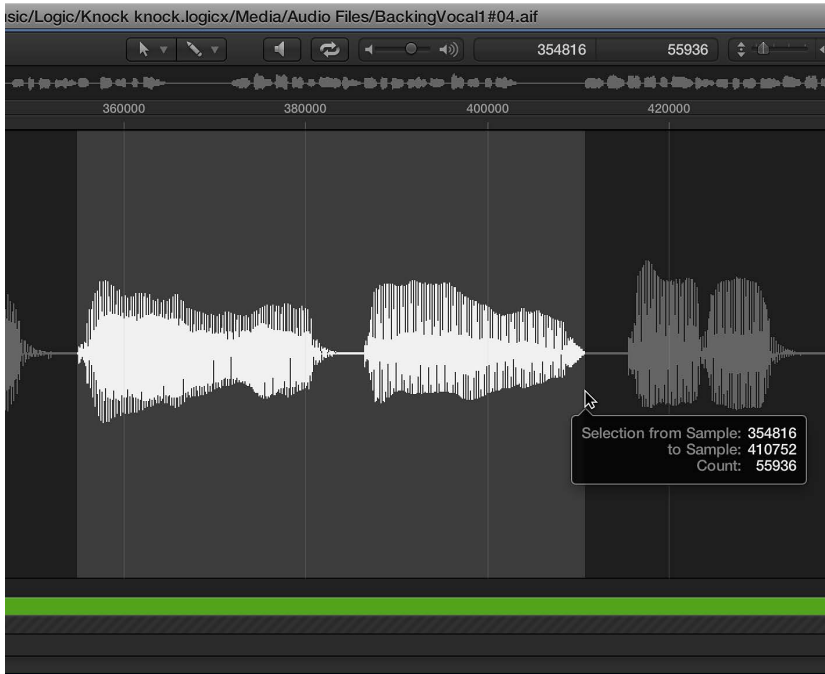 sic/Logic/Knock knock.logicx/Media/Audio Files/BackingVocal1#04.aif
354816 55936
360000 380000 400000 420000
Selection from Sample: 354816
to Sample: 410752
Count: 55936